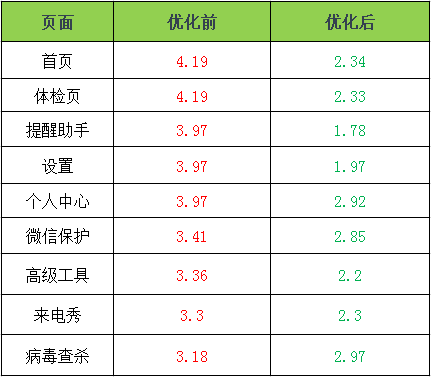 页面 优化前 优化后
首页 4.19 2.34
体检页 4.19 2.33
提醒助手 3.97 1.78
设置 3.97 1.97
个人中心 3.97 2.92
微信保护 3.41 2.85
高级工具 3.36 2.2
来电秀 3.3 2.3
病毒查杀 3.18 2.97